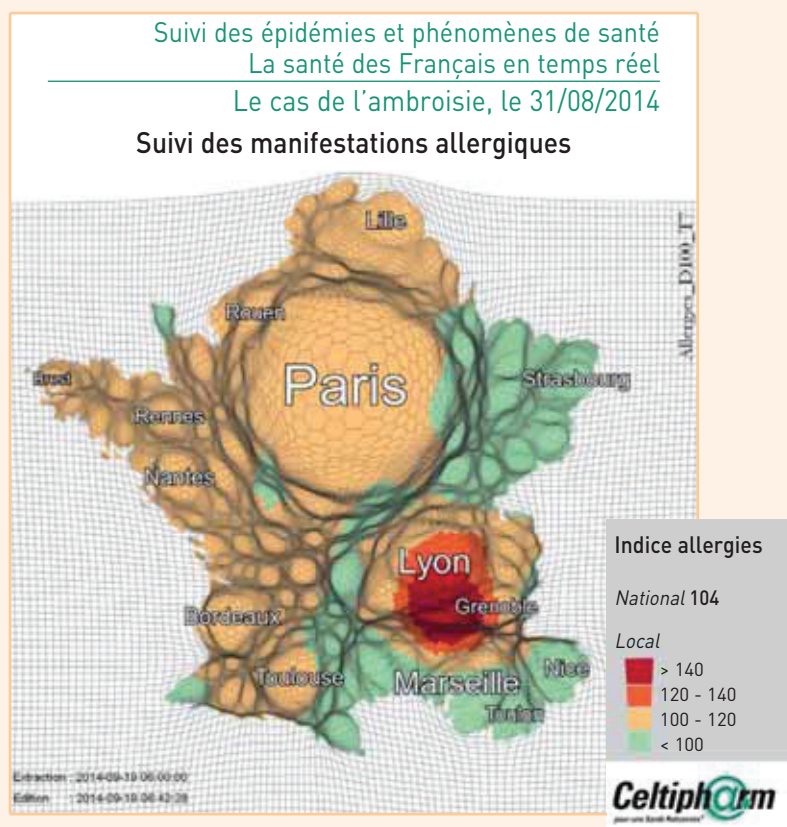 Suivi des épidémies et phénomènes de santé
La santé des Français en temps réel
Le cas de l'ambroisie, le 31/08/2014
Suivi des manifestations allergiques
Lille
Rouen
Paris
Strasbourg
Brest
Rennes
Nantes
Lyon
Grenoble
Bordeaux
Toulouse
Marseille
Nice
Toulon
Indice allergies
National 104
Local
> 140
120 - 140
100 - 120
< 100
Extraction : 2014-09-19 06:00:00
Edition : 2014-09-19 06:42:28
Celtiph@rm